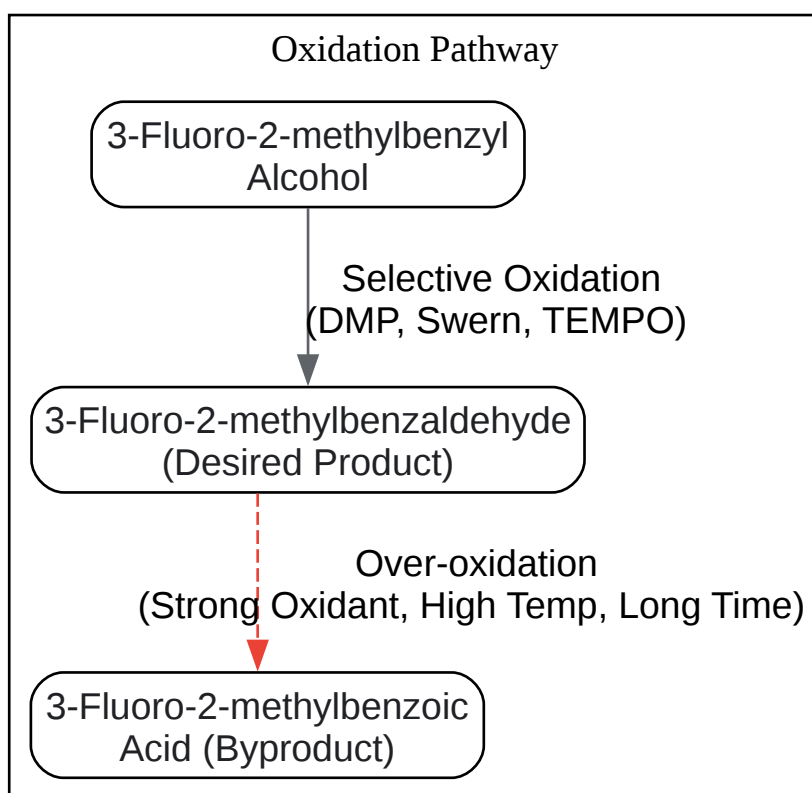 Oxidation Pathway
3-Fluoro-2-methylbenzyl
Alcohol
Selective Oxidation
(DMP, Swern, TEMPO)
3-Fluoro-2-methylbenzaldehyde
(Desired Product)
Over-oxidation
(Strong Oxidant, High Temp, Long Time)
3-Fluoro-2-methylbenzoic
Acid (Byproduct)